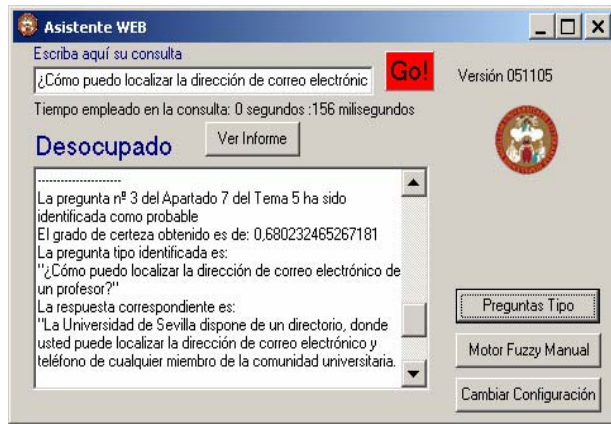 Asistente WEB
Escriba aquí su consulta
¿Cómo puedo localizar la dirección de correo electrónic
Go!
Versión 051105
Tiempo empleado en la consulta: 0 segundos :156 milisegundos
Desocupado
Ver Informe
----------------------
La pregunta nº 3 del Apartado 7 del Tema 5 ha sido
identificada como probable
El grado de certeza obtenido es de: 0,680232465267181
La pregunta tipo identificada es:
"¿Cómo puedo localizar la dirección de correo electrónico de
un profesor?"
La respuesta correspondiente es:
"La Universidad de Sevilla dispone de un directorio, donde
usted puede localizar la dirección de correo electrónico y
teléfono de cualquier miembro de la comunidad universitaria.
Preguntas Tipo
Motor Fuzzy Manual
Cambiar Configuración